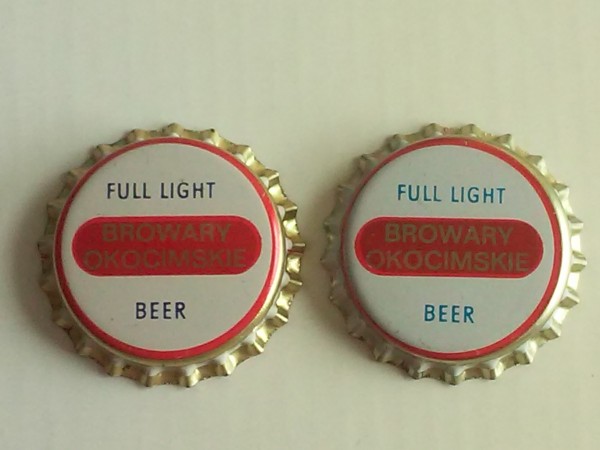 FULL LIGHT
BROWARY
OKOCIMSKIE
BEER
FULL LIGHT
BROWARY
OKOCIMSKIE
BEER